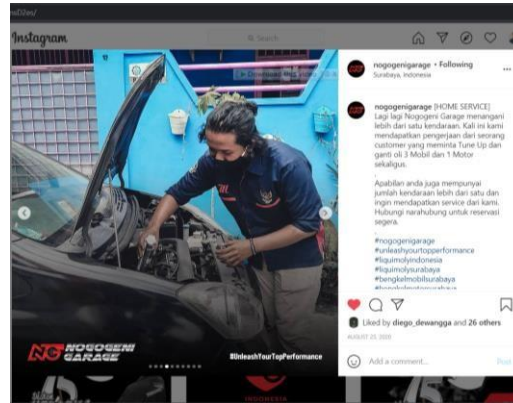 Instagram
Search
nogogenigarage • Following
Surabaya, Indonesia
nogogenigarage [HOME SERVICE]
Lagi lagi Nogogeni Garage menangani
lebih dari satu kendaraan. Kali ini kami
mendapatkan pengerjaan dari seorang
customer yang meminta Tune Up dan
ganti oli 3 Mobil dan 1 Motor
sekaligus.
.
Apabilan anda juga mempunyai
jumlah kendaraan lebih dari satu dan
ingin mendapatkan service dari kami.
Hubungi narahubung untuk reservasi
segera.
.
#nogogenigarage
#unleashyourtopperformance
#liquimolyindonesia
#liquimolysurabaya
#bengkelmobilsurabaya
#bengkelmotorsurabaya
Liked by diego_dewangga and 26 others
Add a comment...
Post
NG NOGOGENI
GARAGE
#UnleashYourTopPerformance
INDONESIA